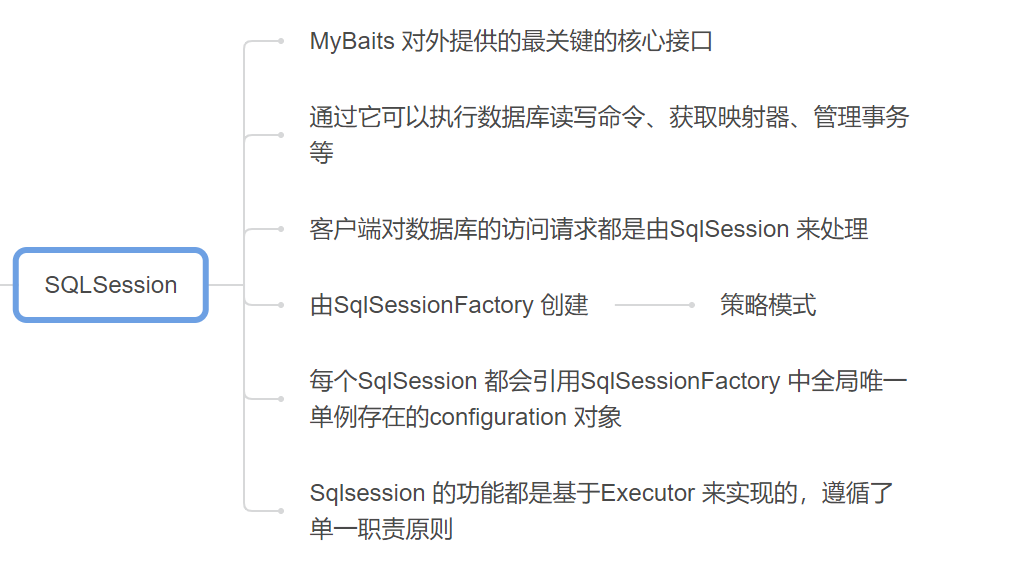 MyBaits 对外提供的最关键的核心接口
通过它可以执行数据库读写命令、获取映射器、管理事务
等
客户端对数据库的访问请求都是由SqlSession 来处理
SQLSession
由SqlSessionFactory 创建
策略模式
每个SqlSession 都会引用SqlSessionFactory 中全局唯一
单例存在的configuration 对象
Sqlsession 的功能都是基于Executor 来实现的，遵循了
单一职责原则